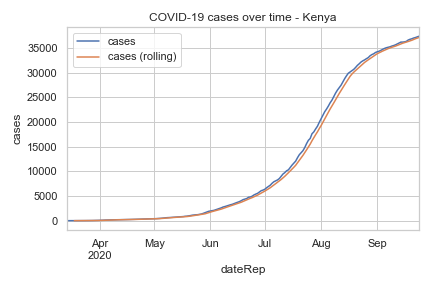 COVID-19 cases over time - Kenya
cases
cases (rolling)
35000
30000
25000
20000
15000
10000
5000
0
cases
Apr May Jun Jul Aug Sep
2020
dateRep